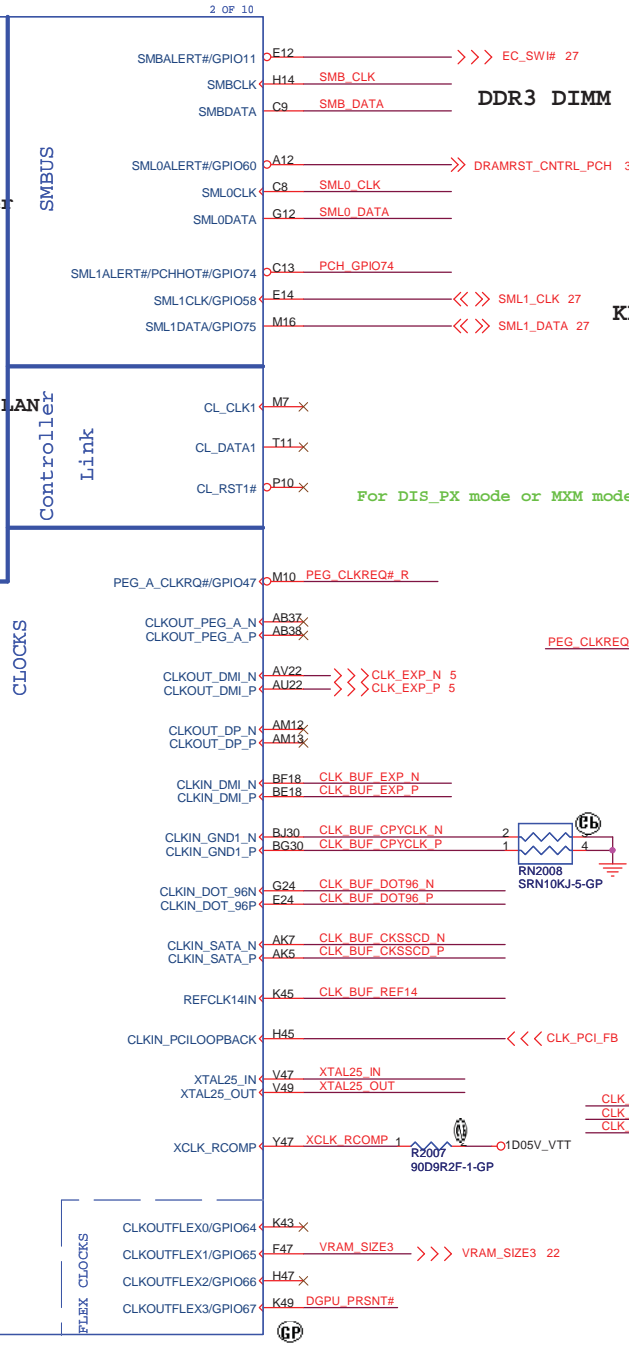 2 OF 10
SMBALERT#/GPIO11 E12 EC_SWI# 27
SMBCLK H14 SMB_CLK
DDR3 DIMM
SMBDATA C9 SMB_DATA
SMBUS
SML0ALERT#/GPIO60 A12 DRAMRST_CNTRL_PCH
SML0CLK C8 SML0_CLK
SML0DATA G12 SML0_DATA
SML1ALERT#/PCHHOT#/GPIO74 C13 PCH_GPIO74
SML1CLK/GPIO58 E14 SML1_CLK 27
SML1DATA/GPIO75 M16 SML1_DATA 27
LAN
Controller
Link
CL_CLK1 M7
CL_DATA1 T11
CL_RST1# P10
For DIS_PX mode or MXM mode
PEG_A_CLKRQ#/GPIO47 M10 PEG_CLKREQ#_R
CLOCKS
CLKOUT_PEG_A_N AB37
CLKOUT_PEG_A_P AB38
PEG_CLKREQ
CLKOUT_DMI_N AV22 CLK_EXP_N 5
CLKOUT_DMI_P AU22 CLK_EXP_P 5
CLKOUT_DP_N AM12
CLKOUT_DP_P AM13
CLKIN_DMI_N BF18 CLK_BUF_EXP_N
CLKIN_DMI_P BE18 CLK_BUF_EXP_P
CLKIN_GND1_N BJ30 CLK_BUF_CPYCLK_N 2
CLKIN_GND1_P BG30 CLK_BUF_CPYCLK_P 1 4
RN2008
SRN10KJ-5-GP
CLKIN_DOT_96N G24 CLK_BUF_DOT96_N
CLKIN_DOT_96P E24 CLK_BUF_DOT96_P
CLKIN_SATA_N AK7 CLK_BUF_CKSSCD_N
CLKIN_SATA_P AK5 CLK_BUF_CKSSCD_P
REFCLK14IN K45 CLK_BUF_REF14
CLKIN_PCILOOPBACK H45 CLK_PCI_FB
XTAL25_IN V47 XTAL25_IN
XTAL25_OUT V49 XTAL25_OUT
CLK_
CLK_
CLK_
XCLK_RCOMP Y47 XCLK_RCOMP 1 1D05V_VTT
R2007
90D9R2F-1-GP
FLEX CLOCKS
CLKOUTFLEX0/GPIO64 K43
CLKOUTFLEX1/GPIO65 F47 VRAM_SIZE3 VRAM_SIZE3 22
CLKOUTFLEX2/GPIO66 H47
CLKOUTFLEX3/GPIO67 K49 DGPU_PRSNT#
GP